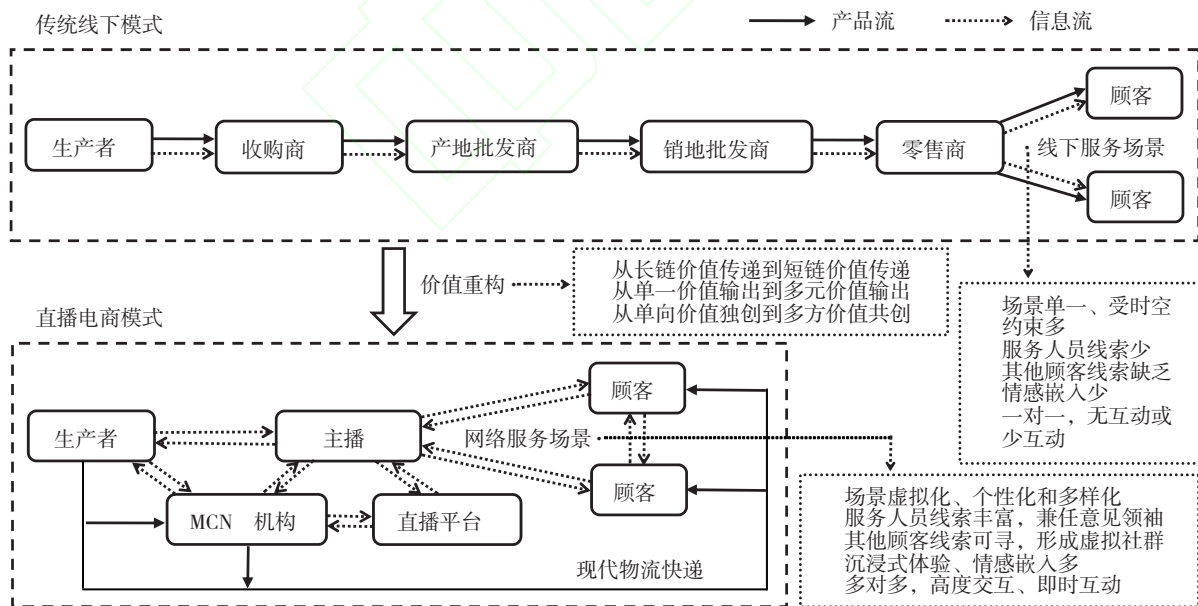 传统线下模式
产品流
信息流
生产者
收购商
产地批发商
销地批发商
零售商
顾客
线下服务场景
顾客
价值重构
从长链价值传递到短链价值传递
从单一价值输出到多元价值输出
从单向价值独创到多方价值共创
场景单一、受时空
约束多
服务人员线索少
其他顾客线索缺乏
情感嵌入少
一对一，无互动或
少互动
直播电商模式
生产者
主播
顾客
网络服务场景
顾客
MCN 机构
直播平台
现代物流快递
场景虚拟化、个性化和多样化
服务人员线索丰富，兼任意见领袖
其他顾客线索可寻，形成虚拟社群
沉浸式体验、情感嵌入多
多对多，高度交互、即时互动